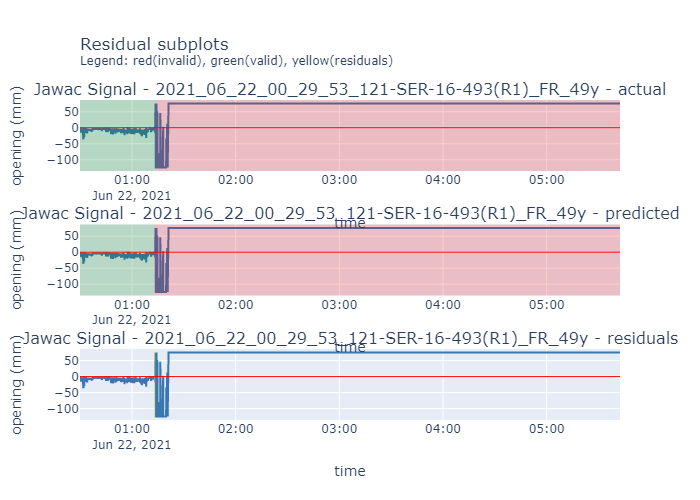 Residual subplots
Legend: red(invalid), green(valid), yellow(residuals)
Jawac Signal - 2021_06_22_00_29_53_121-SER-16-493(R1)_FR_49y - actual
opening (mm)
50
0
−50
−100
01:00
02:00
03:00
04:00
05:00
Jun 22, 2021
time
Jawac Signal - 2021_06_22_00_29_53_121-SER-16-493(R1)_FR_49y - predicted
opening (mm)
50
0
−50
−100
01:00
02:00
03:00
04:00
05:00
Jun 22, 2021
time
Jawac Signal - 2021_06_22_00_29_53_121-SER-16-493(R1)_FR_49y - residuals
opening (mm)
50
0
−50
−100
01:00
02:00
03:00
04:00
05:00
Jun 22, 2021
time